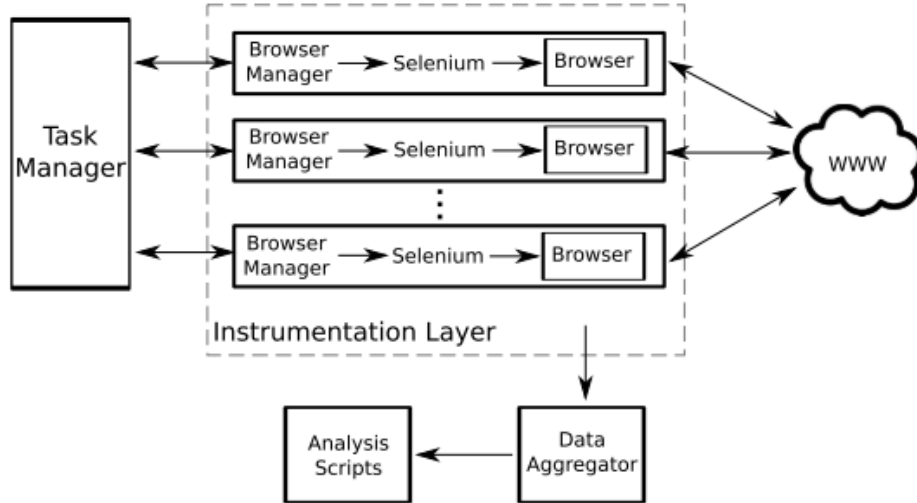 Task
Manager
Browser
Manager
Selenium
Browser
Browser
Manager
Selenium
Browser
Browser
Manager
Selenium
Browser
Instrumentation Layer
www
Data
Aggregator
Analysis
Scripts